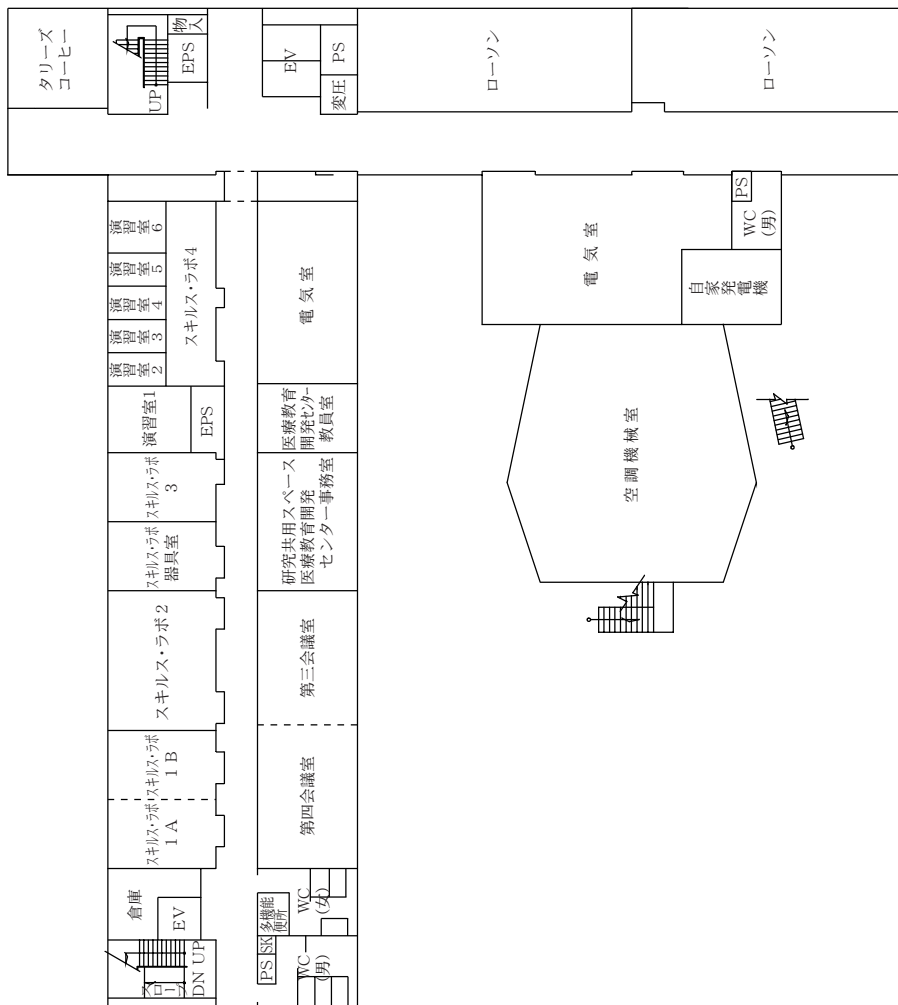 タリーズ
コーヒー
UP
物入
EPS
EV
PS
変圧
ローソン
ローソン
演習室
6
演習室
5
演習室
4
演習室
3
演習室
2
スキルス・ラボ4
演習室1
EPS
スキルス・ラボ
3
スキルス・ラボ
器具室
スキルス・ラボ2
スキルス・ラボ
1B
スキルス・ラボ
1A
倉庫
EV
スロープ
DN UP
電気室
医療教育
開発センター
教員室
研究共用スペース
医療教育開発
センター事務室
第三会議室
第四会議室
多機能
便所
WC
(女)
PS
SK
WC
(男)
電気室
PS
WC
(男)
自家発電機
空調機械室